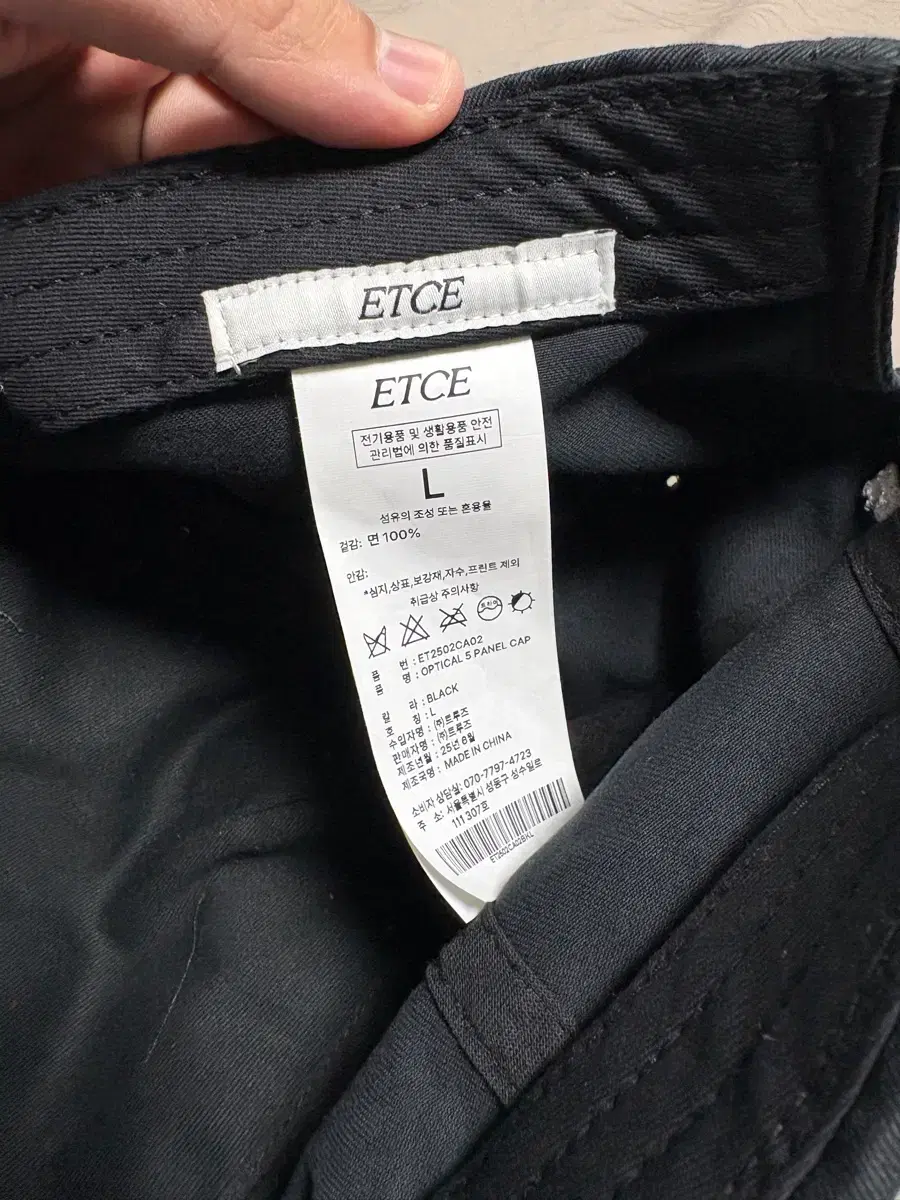 ETCE
ETCE
전기용품 및 생활용품 안전
관리법에 의한 품질표시
L
섬유의 조성 또는 혼용율
겉감: 면 100%
안감:
*심지,상표,보강재,자수,프린트 제외
취급상 주의사항
품 번 : ET2502CA02
품 명 : OPTICAL 5 PANEL CAP
칼 라 : BLACK
호 칭 : L
수입자명 : (주)트루즈
판매자명 : (주)트루즈
제조년월 : 25년 6월
제조국명 : MADE IN CHINA
소비자 상담실: 070-7797-4723
주 소: 서울특별시 성동구 성수일로
111 307호
ET2502CA02BKL